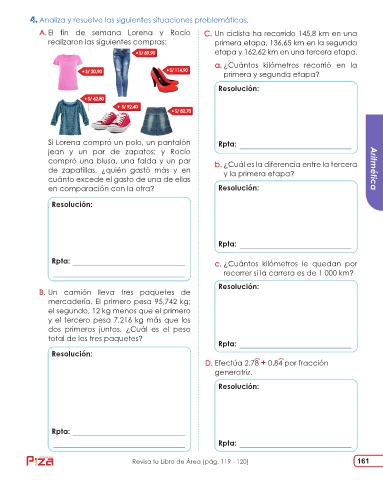 4. Analiza y resuelve las siguientes situaciones problemáticas.
A. El fin de semana Lorena y Rocío
realizaron las siguientes compras:
S/ 69,90
S/ 20,90
S/ 114,90
S/ 62,80
S/ 92,40
S/ 82,70
Si Lorena compró un polo, un pantalón
jean y un par de zapatos; y Rocío
compró una blusa, una falda y un par
de zapatillas, ¿quién gastó más y en
cuánto excede el gasto de una de ellas
en comparación con la otra?
Resolución:
Rpta:
B. Un camión lleva tres paquetes de
mercadería. El primero pesa 95,742 kg;
el segundo, 12 kg menos que el primero
y el tercero pesa 7,216 kg más que los
dos primeros juntos. ¿Cuál es el peso
total de los tres paquetes?
Resolución:
Rpta:
C. Un ciclista ha recorrido 145,8 km en una
primera etapa, 136,65 km en la segunda
etapa y 162,62 km en una tercera etapa.
a. ¿Cuántos kilómetros recorrió en la
primera y segunda etapa?
Resolución:
Rpta:
b. ¿Cuál es la diferencia entre la tercera
y la primera etapa?
Resolución:
Rpta:
c. ¿Cuántos kilómetros le quedan por
recorrer si la carrera es de 1 000 km?
Resolución:
Rpta:
D. Efectúa 2,78 + 0,84 por fracción
generatriz.
Resolución:
Rpta:
Aritmética
Revisa tu Libro de Área (pág. 119 - 120)
161